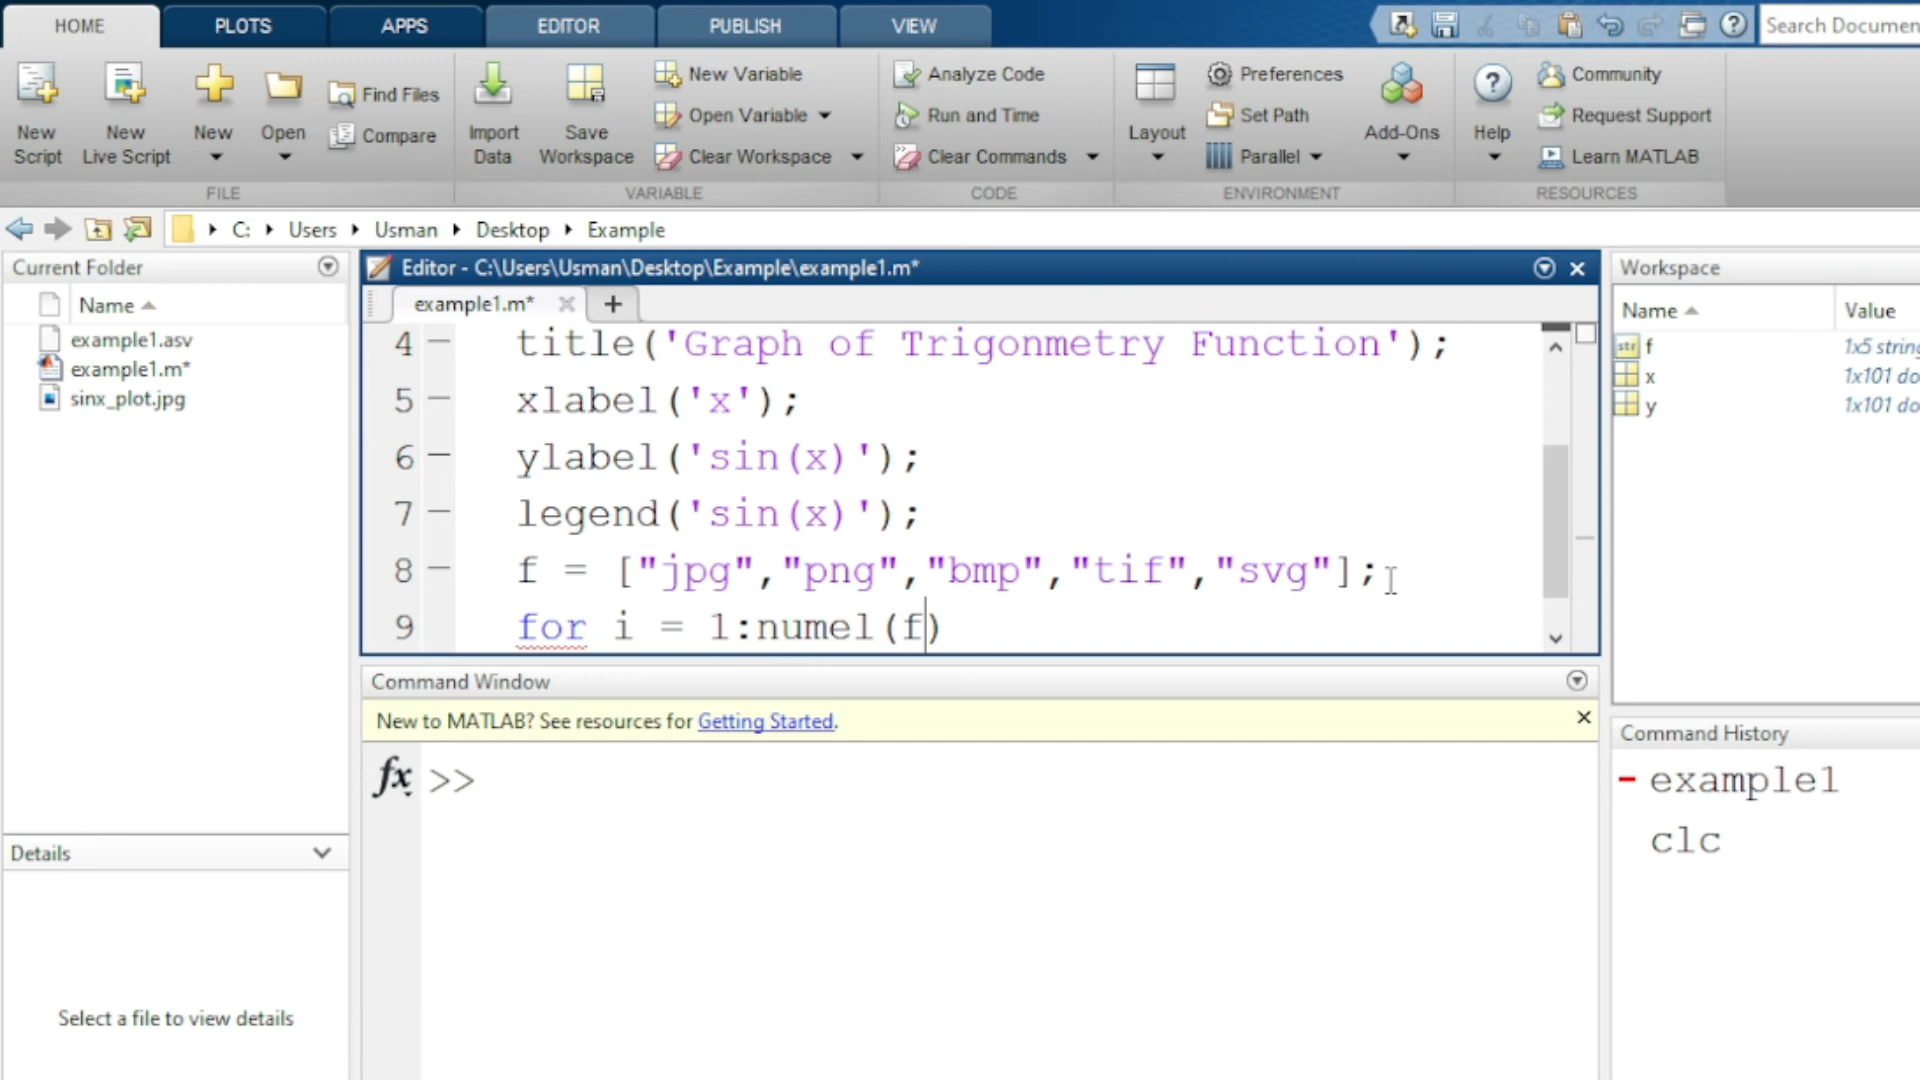 HOME PLOTS APPS EDITOR PUBLISH VIEW Search Documen
New Script
New Live Script
New
Open
Find Files
Compare
FILE
Import Data
Save Workspace
New Variable
Open Variable
Clear Workspace
VARIABLE
Analyze Code
Run and Time
Clear Commands
CODE
Layout
Preferences
Set Path
Parallel
Add-Ons
ENVIRONMENT
Help
Community
Request Support
Learn MATLAB
RESOURCES
C: Users Usman Desktop Example
Current Folder
Name
example1.asv
example1.m*
sinx_plot.jpg
Details
Select a file to view details
Editor - C:\Users\Usman\Desktop\Example\example1.m*
example1.m*
4 title('Graph of Trigonmetry Function');
5 xlabel('x');
6 ylabel('sin(x)');
7 legend('sin(x)');
8 f = ["jpg","png","bmp","tif","svg"];
9 for i = 1:numel(f)
Command Window
New to MATLAB? See resources for Getting Started.
fx >>
Workspace
Name Value
str f 1x5 string
x 1x101 do
y 1x101 do
Command History
example1
clc